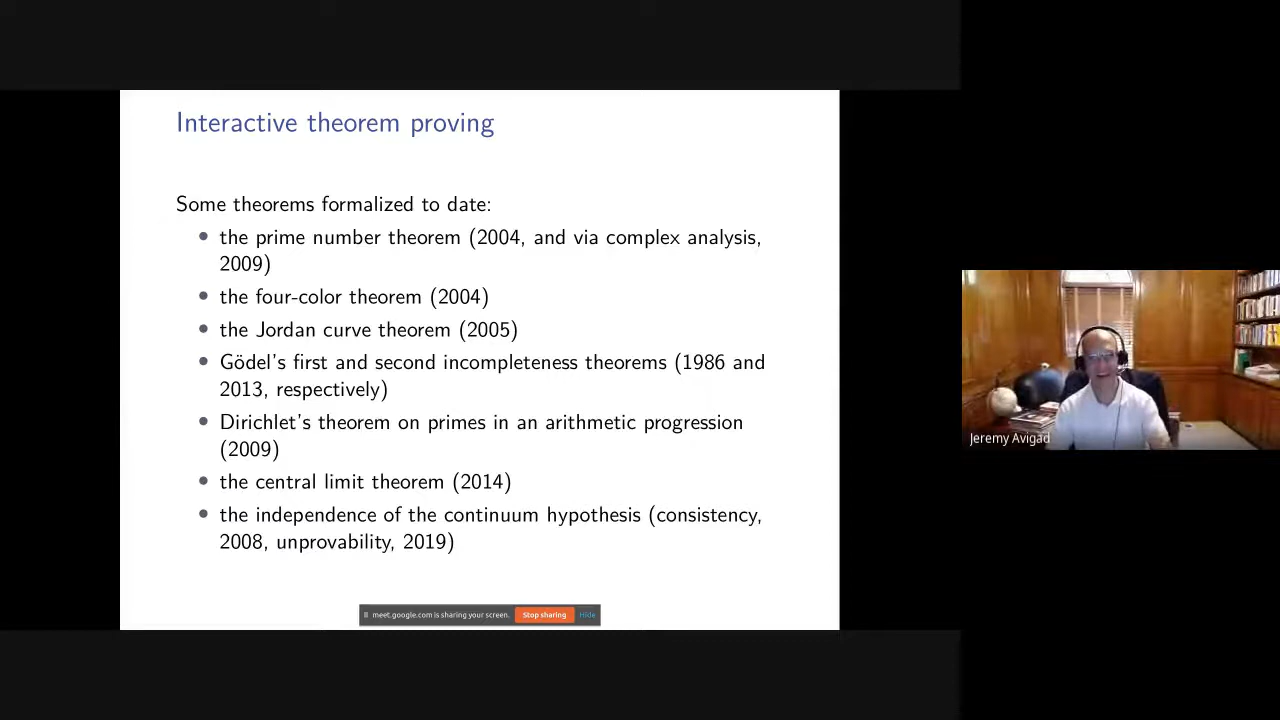 Interactive theorem proving
Some theorems formalized to date:
• the prime number theorem (2004, and via complex analysis,
2009)
• the four-color theorem (2004)
• the Jordan curve theorem (2005)
• Gödel's first and second incompleteness theorems (1986 and
2013, respectively)
• Dirichlet's theorem on primes in an arithmetic progression
(2009)
• the central limit theorem (2014)
• the independence of the continuum hypothesis (consistency,
2008, unprovability, 2019)
meet.google.com is sharing your screen. Stop sharing Hide
Jeremy Avigad